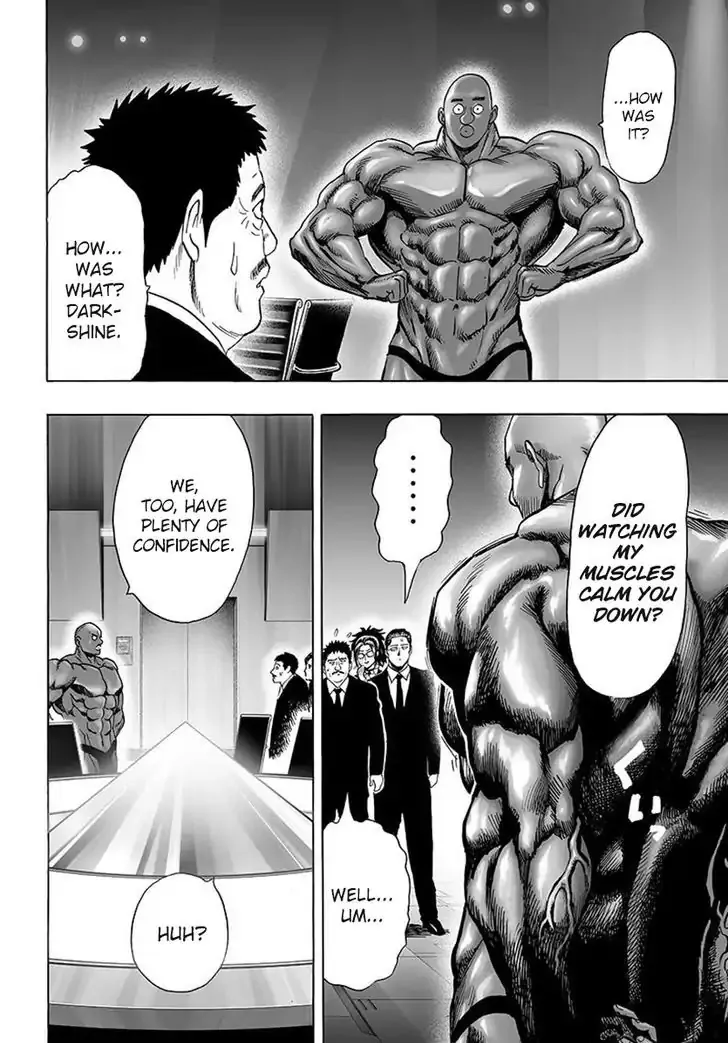 ...HOW
WAS
IT?
HOW...
WAS
WHAT?
DARK-
SHINE.
DID
WATCHING
MY
MUSCLES
CALM YOU
DOWN?
......
WELL...
UM...
WE,
TOO, HAVE
PLENTY OF
CONFIDENCE.
HUH?